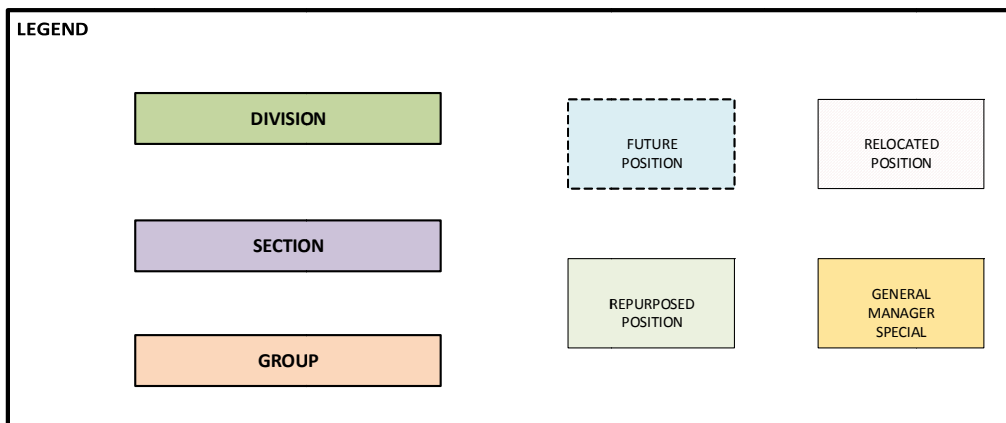 LEGEND
DIVISION
SECTION
GROUP
FUTURE
POSITION
RELOCATED
POSITION
REPURPOSED
POSITION
GENERAL
MANAGER
SPECIAL